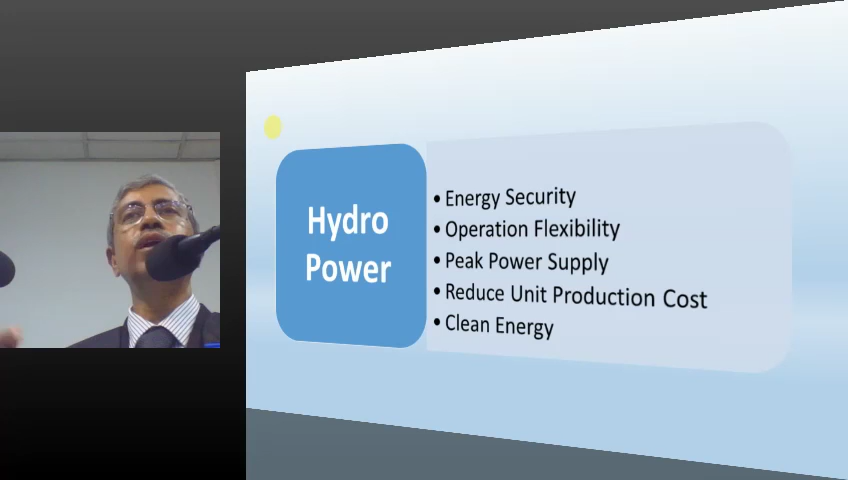 Hydro
Power
• Energy Security
• Operation Flexibility
• Peak Power Supply
• Reduce Unit Production Cost
• Clean Energy